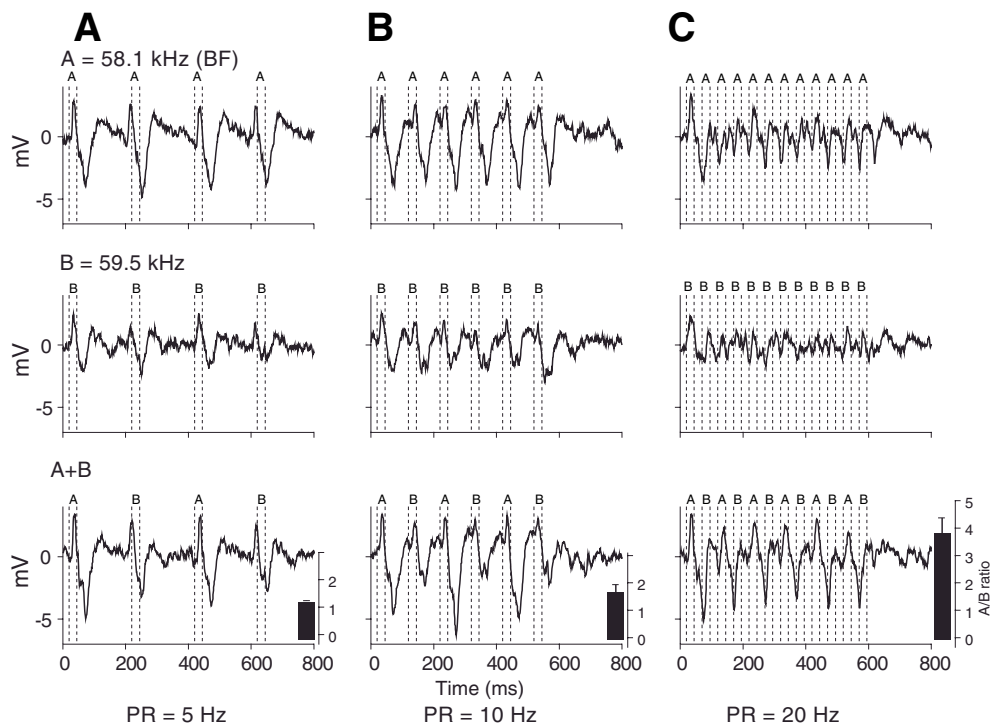 A B C
A = 58.1 kHz (BF)
A A A A
A A A A A A
A A A A A A A A A A A A
mV
0
-5
B = 59.5 kHz
B B B B
B B B B B B
B B B B B B B B B B B B
mV
0
-5
A+B
A B A B
A B A B A B
A B A B A B A B A B A B
mV
0
-5
2
1
0
2
1
0
5
4
3
2
1
0
A/B ratio
0 200 400 600 800
0 200 400 600 800
0 200 400 600 800
Time (ms)
PR = 5 Hz
PR = 10 Hz
PR = 20 Hz